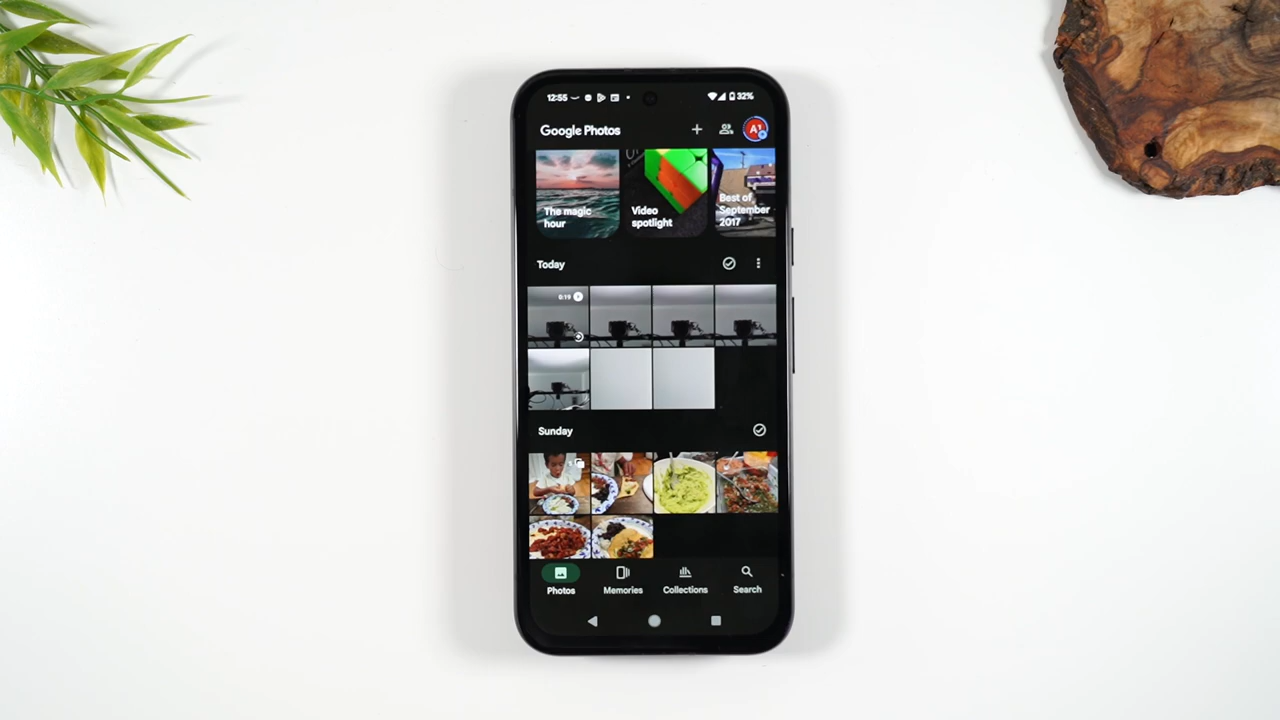 12:55
32%
Google Photos
A1
The magic
hour
Video
spotlight
Best of
September
2017
Today
0:19
Sunday
Photos
Memories
Collections
Search